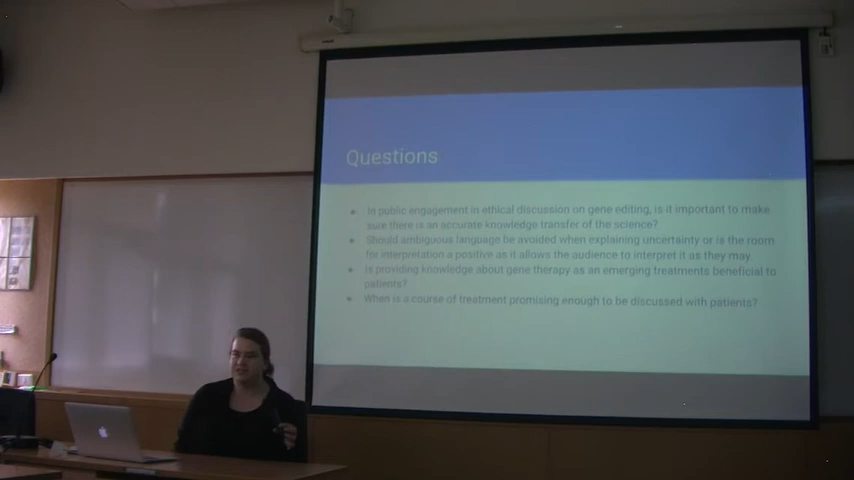 Questions
In public engagement in ethical discussion on gene editing, is it important to make
sure there is an accurate knowledge transfer of the science?
Should ambiguous language be avoided when explaining uncertainty or is the room
for interpretation a positive as it allows the audience to interpret it as they may
Is providing knowledge about gene therapy as an emerging treatments beneficial to
patients?
When is a course of treatment promising enough to be discussed with patients?